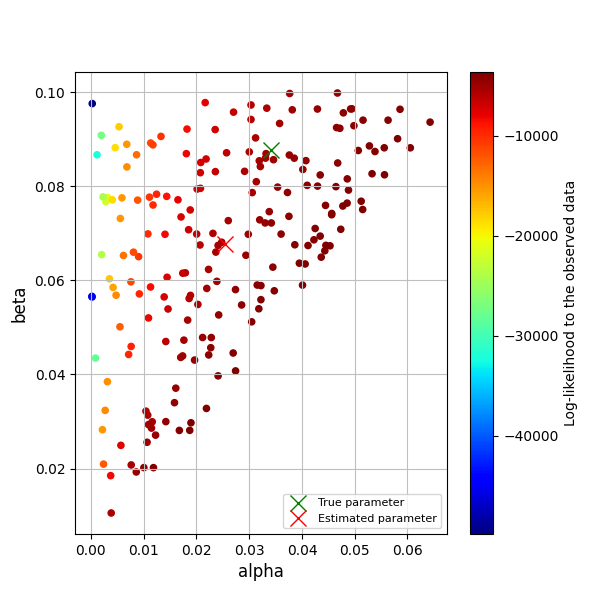 0.10
0.08
0.06
0.04
0.02
beta
0.00 0.01 0.02 0.03 0.04 0.05 0.06
alpha
True parameter
Estimated parameter
−10000
−20000
−30000
−40000
Log-likelihood to the observed data